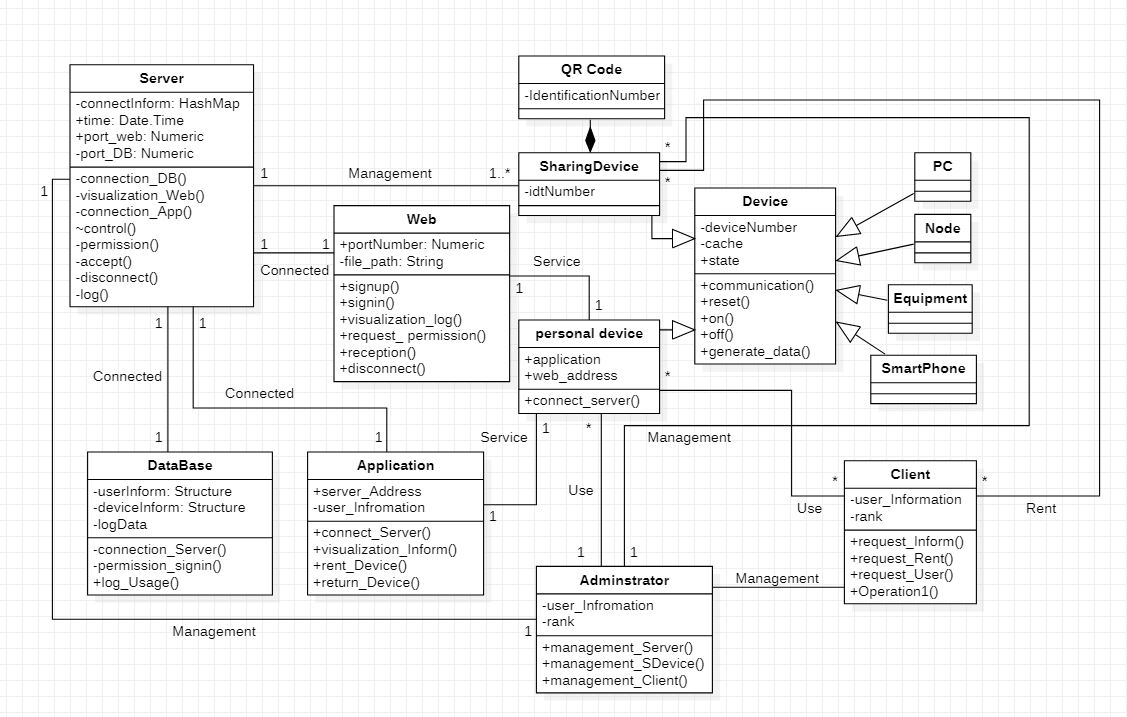 QR Code
-IdentificationNumber
Server
-connectInform: HashMap
+time: Date.Time
+port_web: Numeric
-port_DB: Numeric
-connection_DB()
-visualization_Web()
-connection_App()
~control()
-permission()
-accept()
-disconnect()
-log()
1
1
Management
1..*
SharingDevice
-idtNumber
*
*
PC
Node
Equipment
SmartPhone
Device
-deviceNumber
-cache
+state
+communication()
+reset()
+on()
+off()
+generate_data()
1
1
Connected
Web
+portNumber: Numeric
-file_path: String
+signup()
+signin()
+visualization_log()
+request_ permission()
+reception()
+disconnect()
Service
1
1
personal device
+application
+web_address
+connect_server()
*
1
1
Connected
Connected
1
1
Service
1
*
Management
DataBase
-userInform: Structure
-deviceInform: Structure
-logData
-connection_Server()
-permission_signin()
+log_Usage()
Application
+server_Address
-user_Infromation
+connect_Server()
+visualization_Inform()
+rent_Device()
+return_Device()
1
Use
*
Use
Client
-user_Information
-rank
+request_Inform()
+request_Rent()
+request_User()
+Operation1()
*
Rent
1
1
Adminstrator
-user_Infromation
-rank
+management_Server()
+management_SDevice()
+management_Client()
Management
Management
1